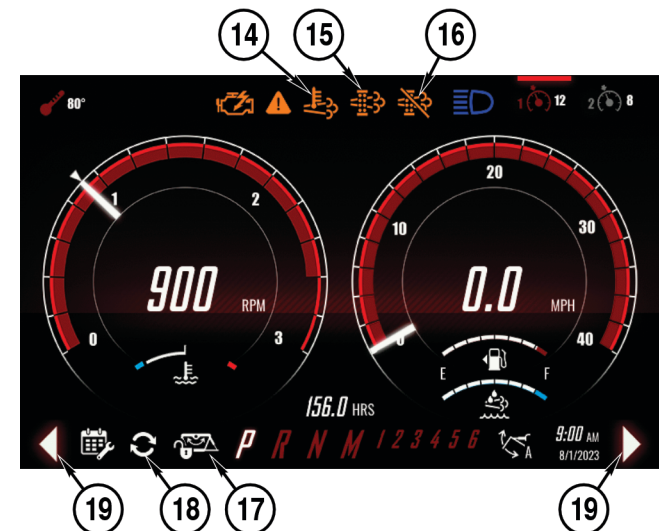 14 15 16
80° 1 12 2 8
1 2 10 20 30
900 RPM 0.0 MPH
0 3 0 40
E F
156.0 HRS
P R N M 1 2 3 4 5 6 A 9:00 AM
8/1/2023
19 18 17 19